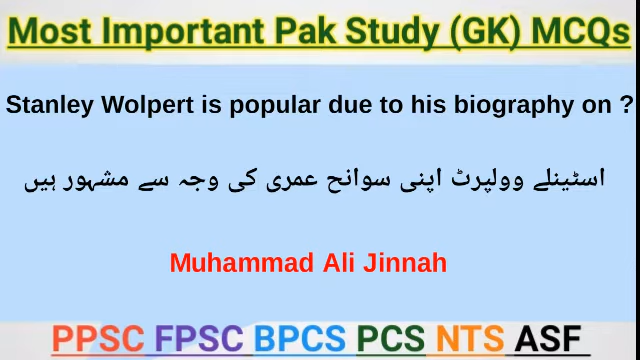 Most Important Pak Study (GK) MCQs
Stanley Wolpert is popular due to his biography on ?
اسٹینلے وولپرٹ اپنی سوانح عمری کی وجہ سے مشہور ہیں
Muhammad Ali Jinnah
PPSC FPSC BPCS PCS NTS ASF